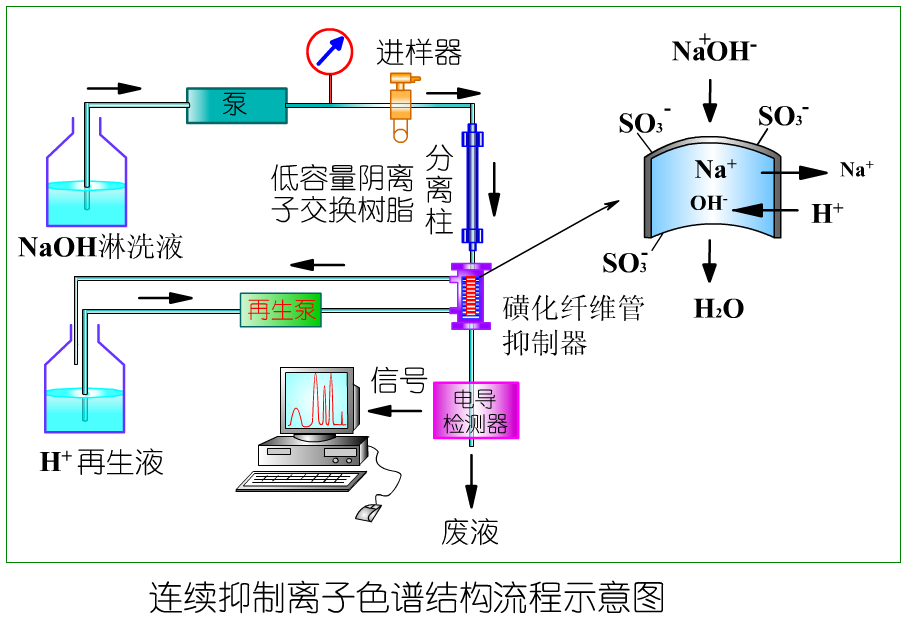 进样器
泵
NaOH淋洗液
低容量阴离
子交换树脂
分离柱
再生泵
磺化纤维管
抑制器
H⁺再生液
信号
电导
检测器
废液
Na⁺OH⁻
SO₃⁻
SO₃⁻
Na⁺
Na⁺
OH⁻
H⁺
SO₃⁻
H₂O
连续抑制离子色谱结构流程示意图